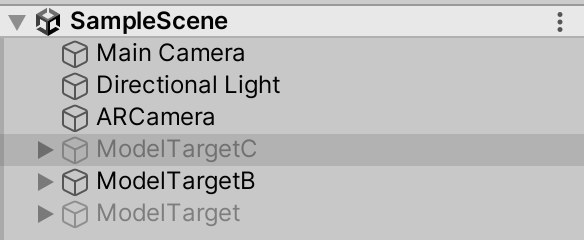 SampleScene
Main Camera
Directional Light
ARCamera
ModelTargetC
ModelTargetB
ModelTarget